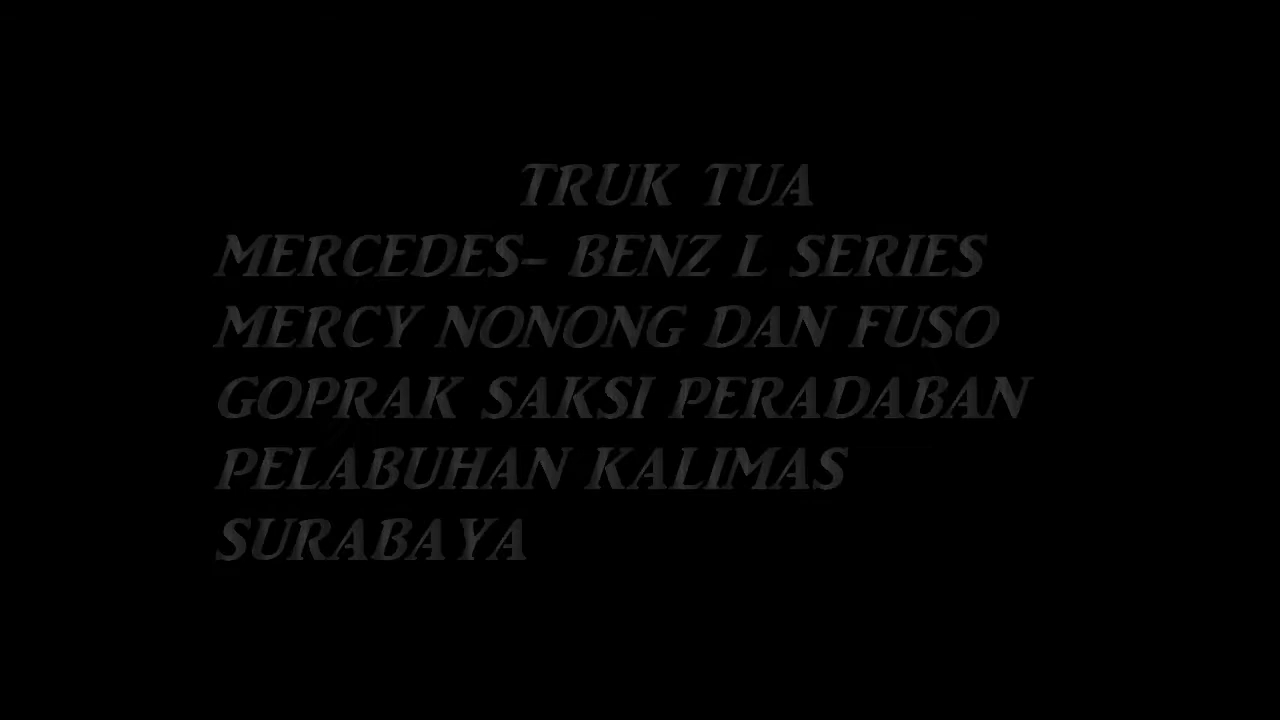 TRUK TUA
MERCEDES- BENZ L SERIES
MERCY NONONG DAN FUSO
GOPRAK SAKSI PERADABAN
PELABUHAN KALIMAS
SURABAYA